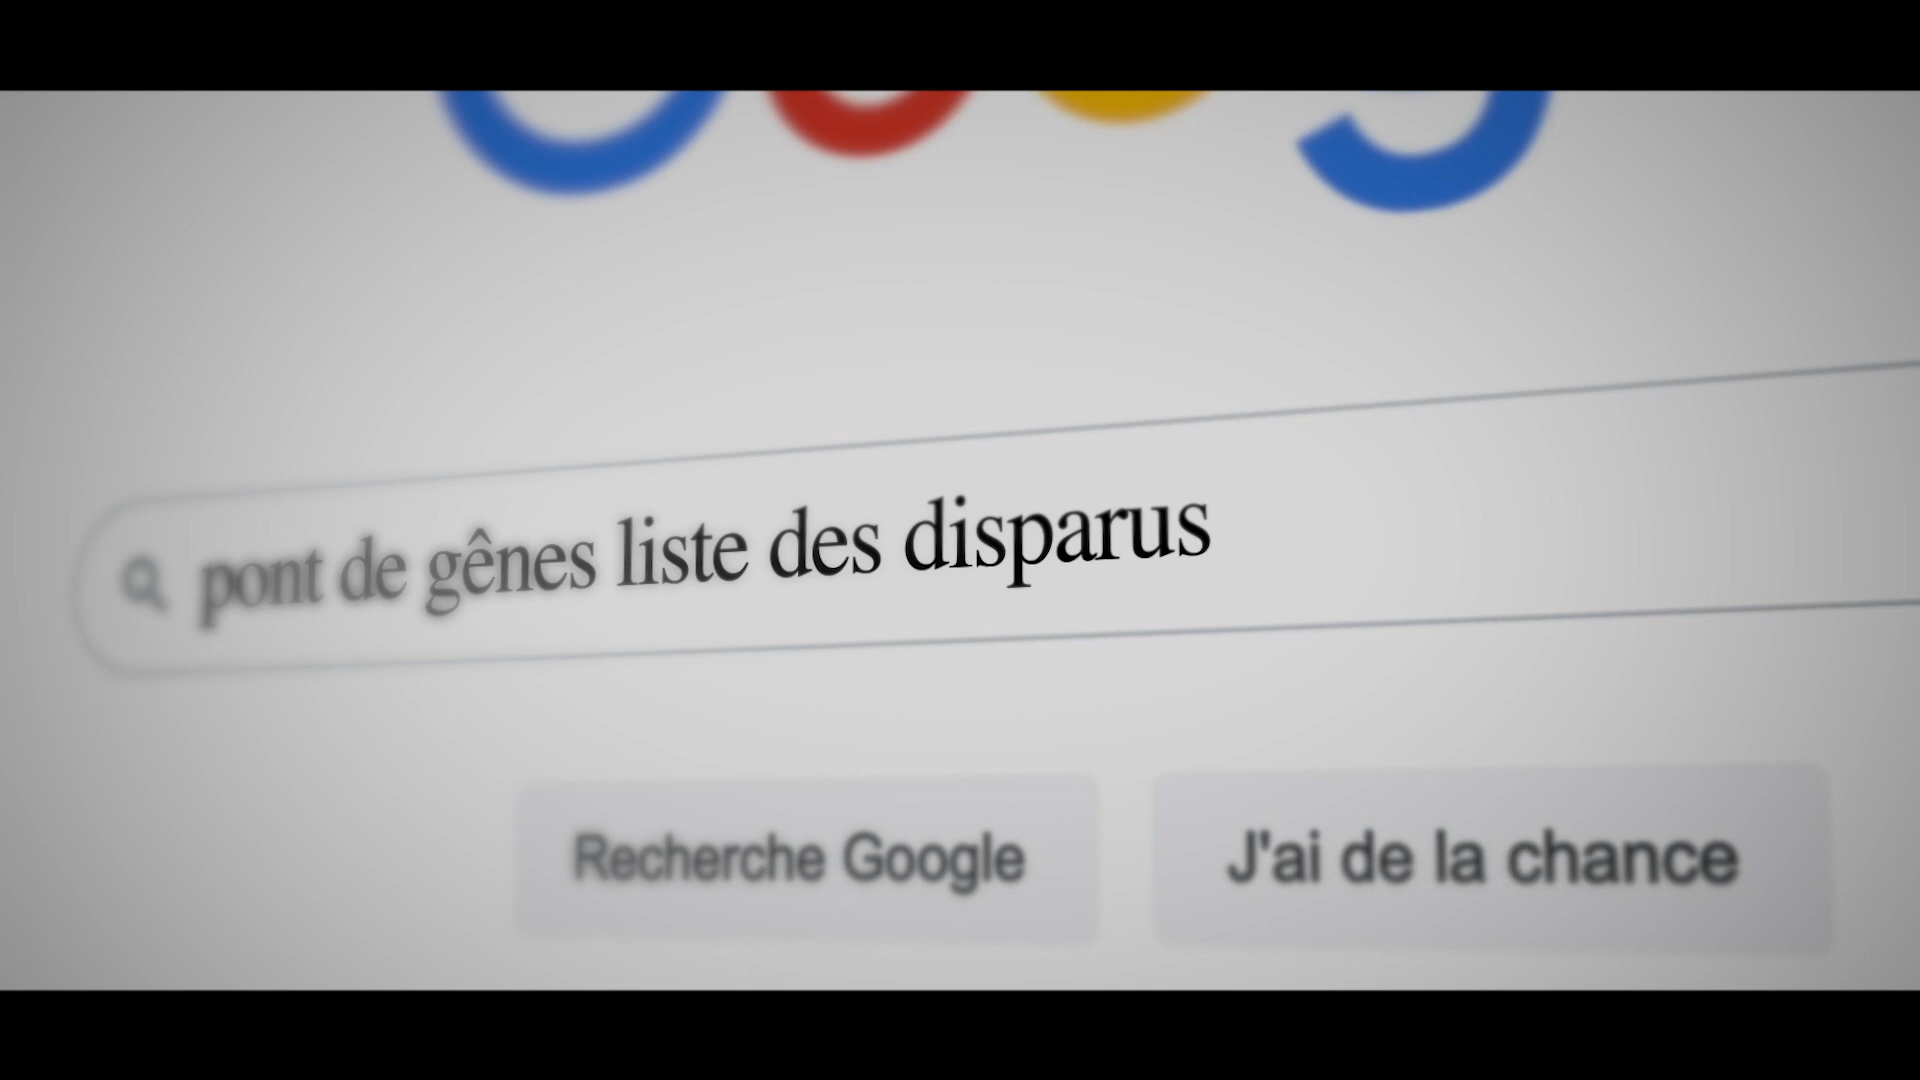 pont de gênes liste des disparus
Recherche Google
J'ai de la chance